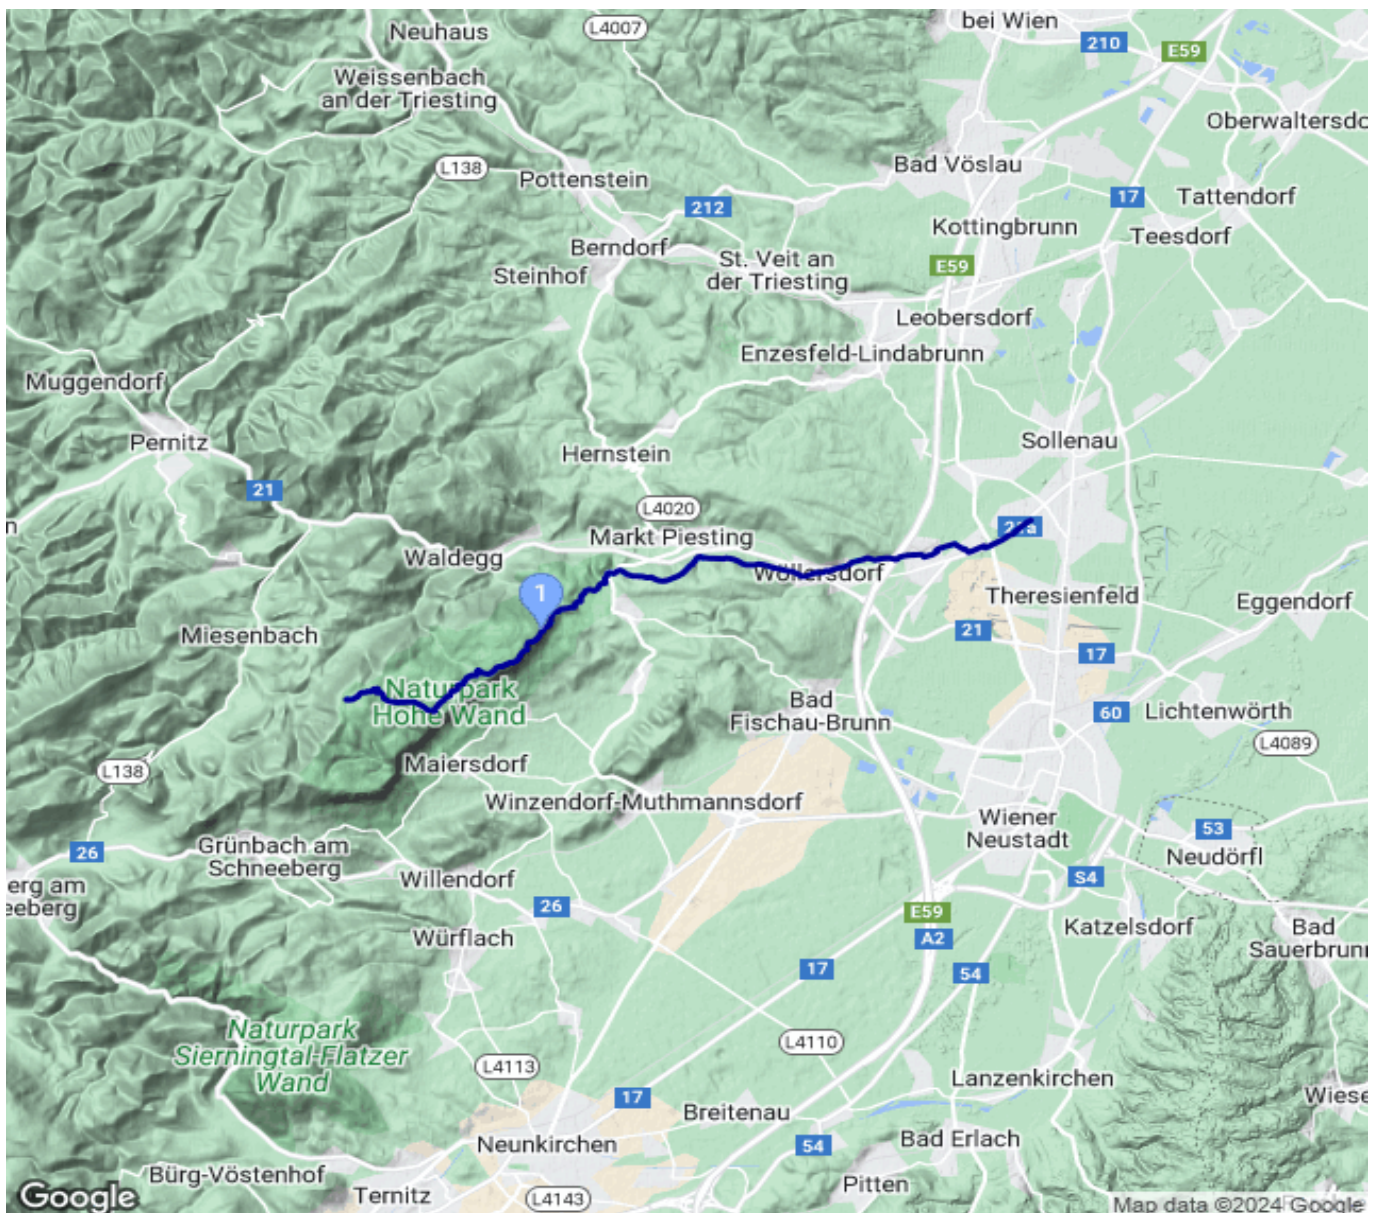 L4007
Neuhaus
bei Wien
210
E59
Weissenbach
an der Triesting
Oberwaltersdo
L138
Bad Vöslau
Pottenstein
212
17
Tattendorf
Kottingbrunn
Teesdorf
Berndorf
St. Veit an
der Triesting
E59
Steinhof
Leobersdorf
Enzesfeld-Lindabrunn
Muggendorf
Pernitz
Sollenau
Hernstein
21
L4020
n
Markt Piesting
21a
Waldegg
Wöllersdorf
1
Theresienfeld
Eggendorf
Miesenbach
21
17
Naturpark
Hohe Wand
Bad
Fischau-Brunn
60
Lichtenwörth
L4089
L138
Maiersdorf
Winzendorf-Muthmannsdorf
Wiener
Neustadt
53
Neudörfl
26
Grünbach am
Schneeberg
S4
Willendorf
erg am
neeberg
26
E59
A2
Katzelsdorf
Bad
Sauerbrun
Würflach
17
54
Naturpark
Sierningtal-Flatzer
Wand
L4110
L4113
Lanzenkirchen
17
Breitenau
Wiese
Neunkirchen
54
Bad Erlach
Bürg-Vöstenhof
Ternitz
L4143
Pitten
Google
Map data ©2024 Google